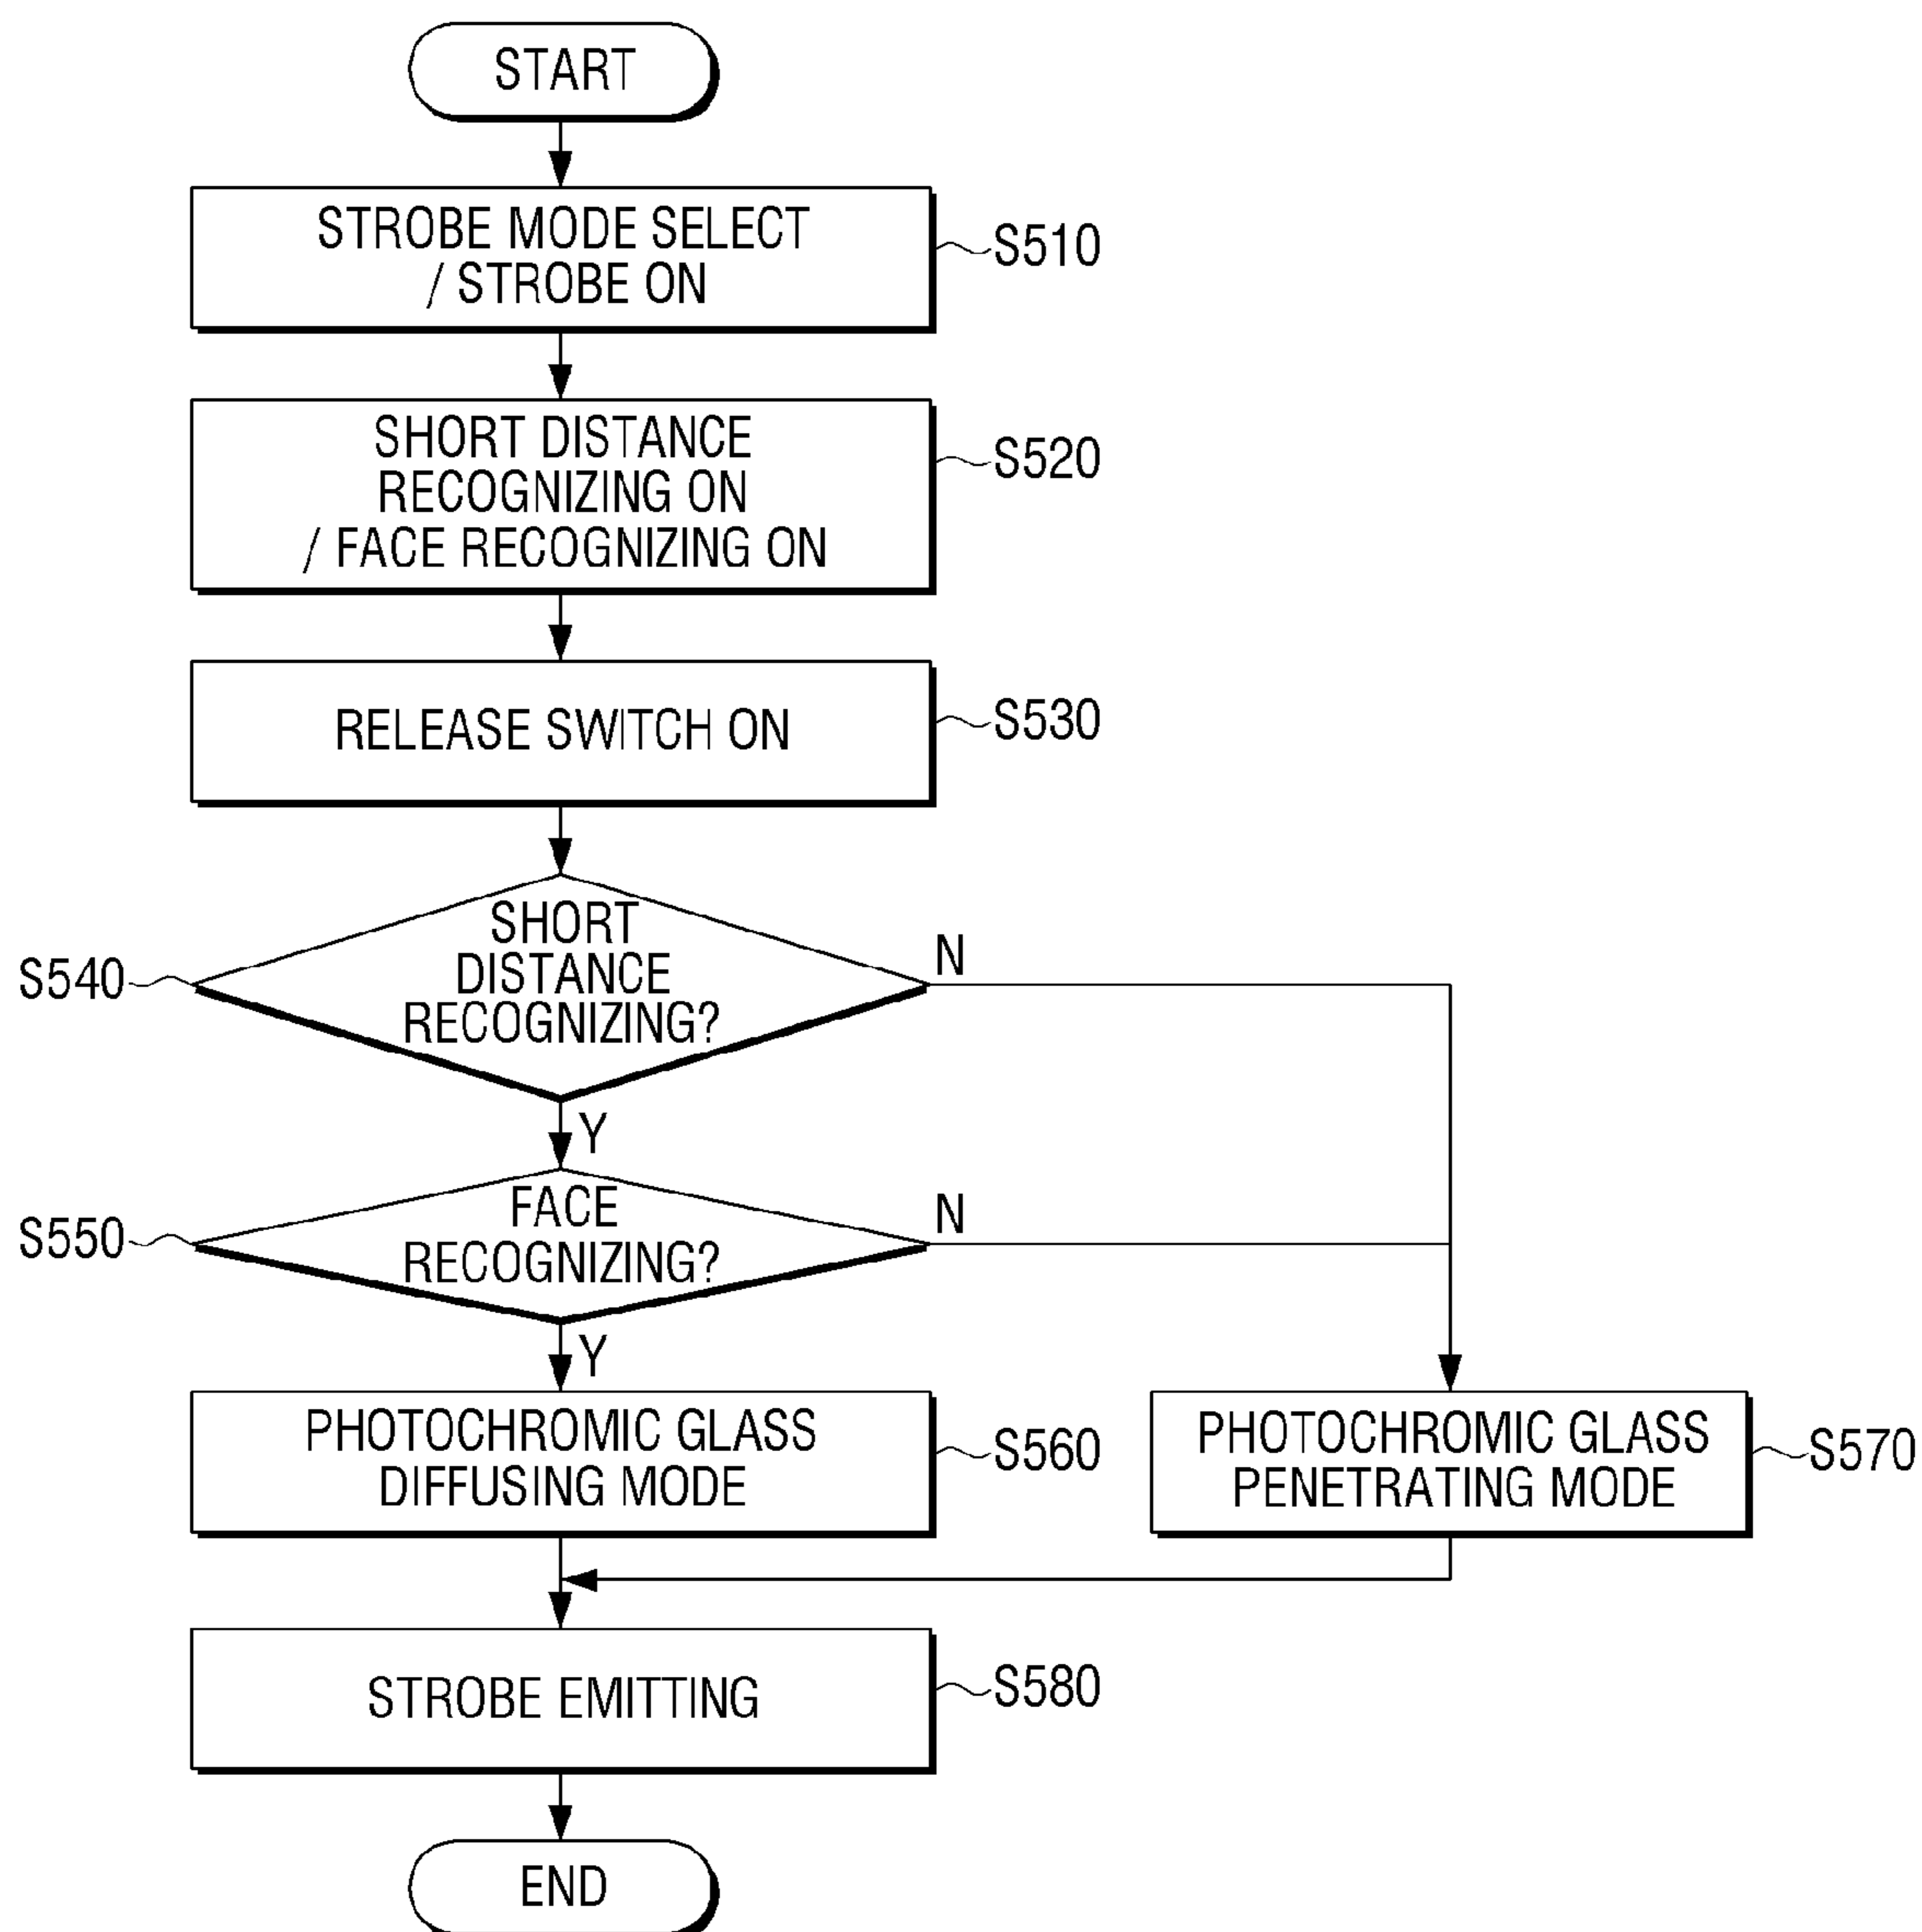 START
STROBE MODE SELECT
/ STROBE ON
S510
SHORT DISTANCE
RECOGNIZING ON
/ FACE RECOGNIZING ON
S520
RELEASE SWITCH ON
S530
SHORT
DISTANCE
RECOGNIZING?
S540
N
Y
FACE
RECOGNIZING?
S550
N
Y
PHOTOCHROMIC GLASS
DIFFUSING MODE
S560
PHOTOCHROMIC GLASS
PENETRATING MODE
S570
STROBE EMITTING
S580
END